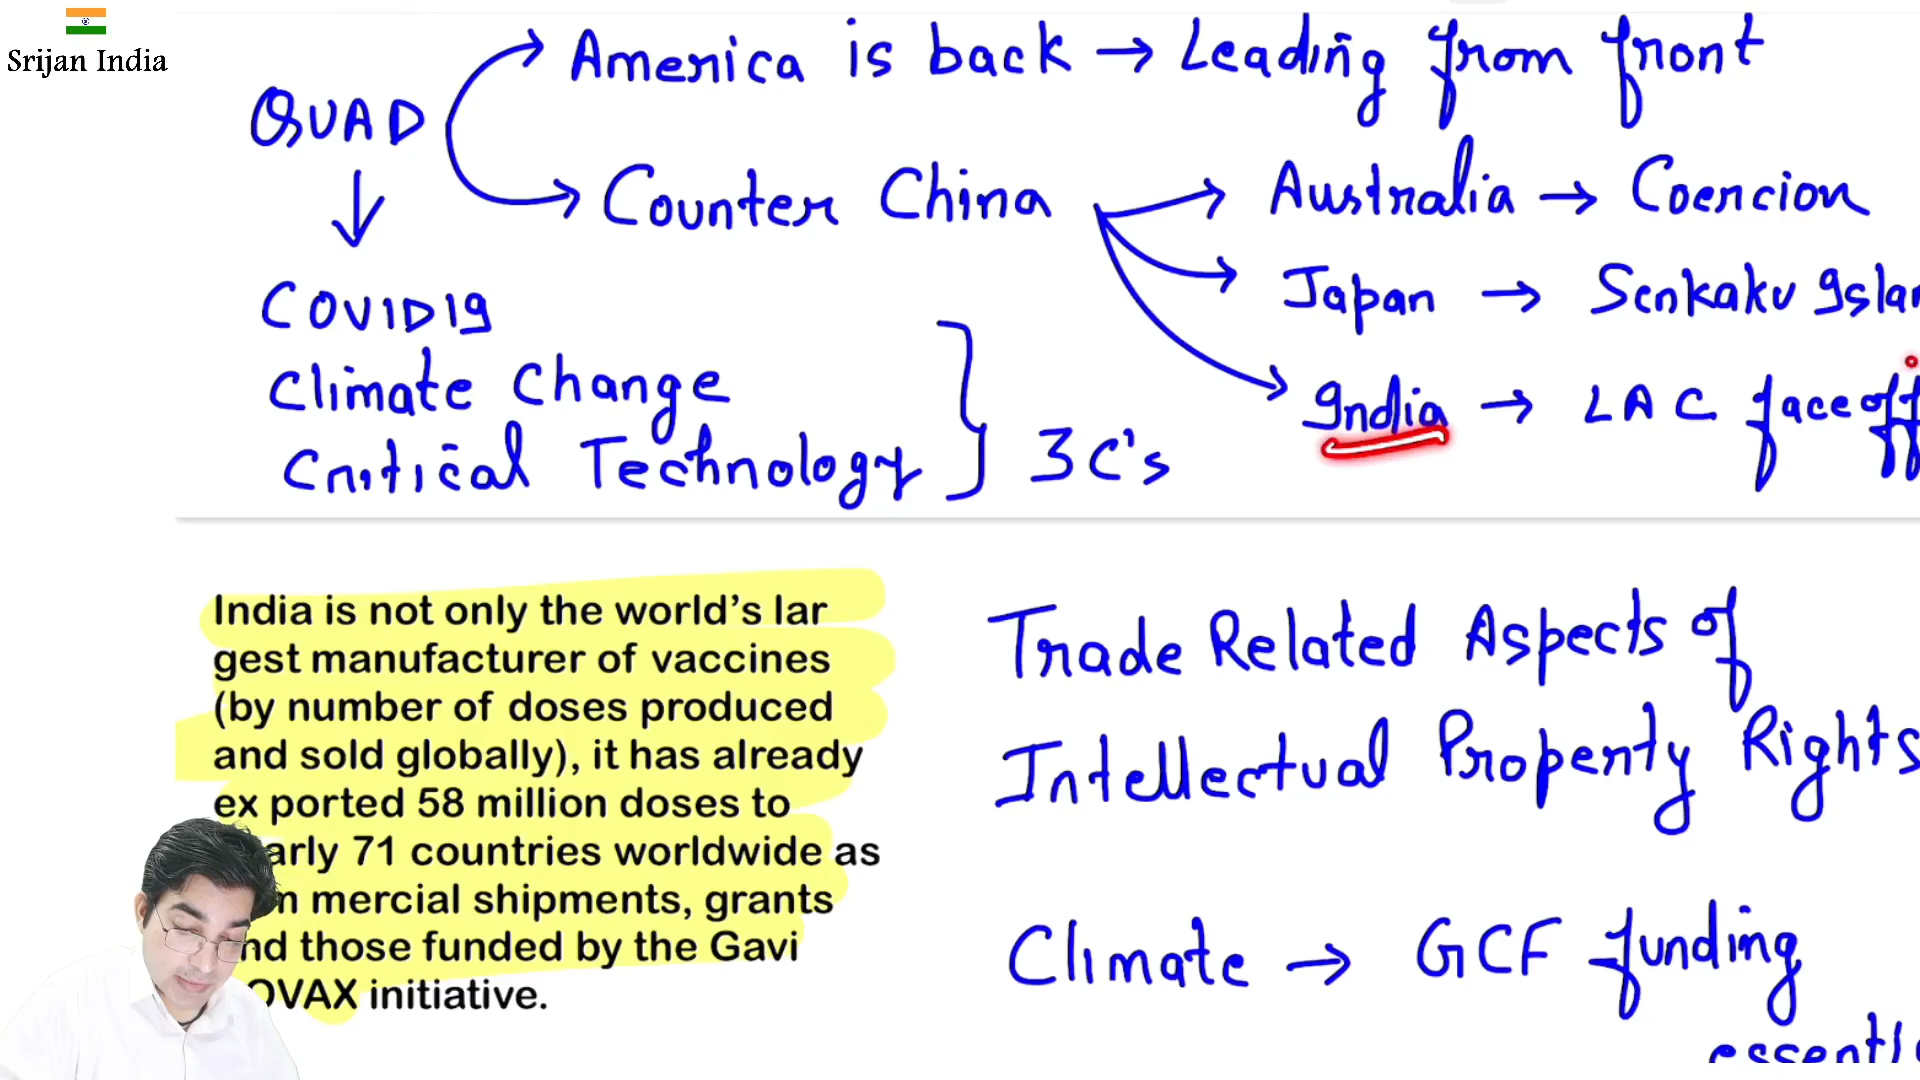 Srijan India
America is back → Leading from front
QUAD
Counter China
Australia → Coercion
Japan → Senkaku
India → LAC face off
COVID19
Climate Change
Critical Technology
3 C's
India is not only the world's lar
gest manufacturer of vaccines
(by number of doses produced
and sold globally), it has already
ex ported 58 million doses to
arly 71 countries worldwide as
mercial shipments, grants
nd those funded by the Gavi
OVAX initiative.
Trade Related Aspects of
Intellectual Property Rights
Climate → GCF funding